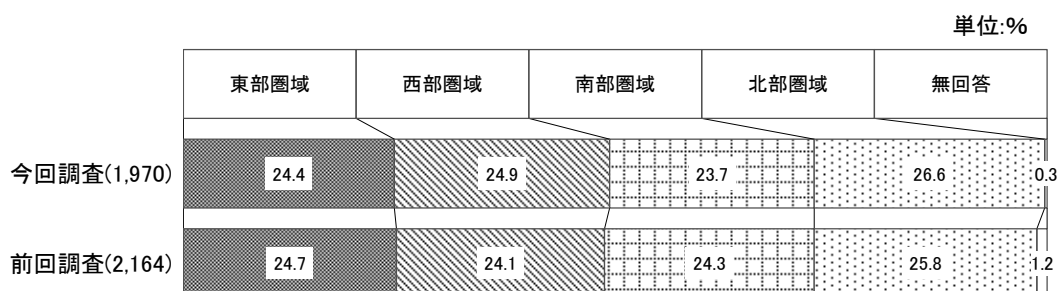 単位:%
東部圏域 西部圏域 南部圏域 北部圏域 無回答
今回調査(1,970) 24.4 24.9 23.7 26.6 0.3
前回調査(2,164) 24.7 24.1 24.3 25.8 1.2